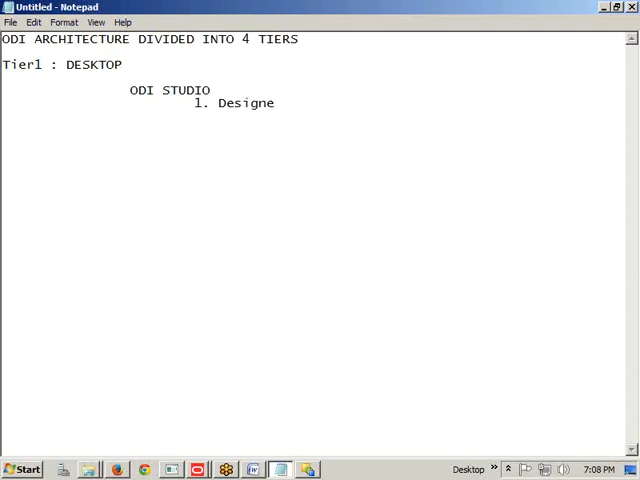 Untitled - Notepad
File Edit Format View Help
ODI ARCHITECTURE DIVIDED INTO 4 TIERS
Tier1 : DESKTOP
ODI STUDIO
1. Designe
Start Desktop » 7:08 PM